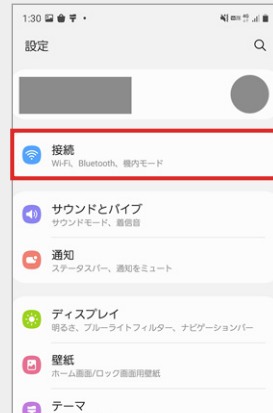 1:30
設定
接続
Wi-Fi、Bluetooth、機内モード
サウンドとバイブ
サウンドモード、着信音
通知
ステータスバー、通知をミュート
ディスプレイ
明るさ、ブルーライトフィルター、ナビゲーションバー
壁紙
ホーム画面/ロック画面用壁紙
テーマ